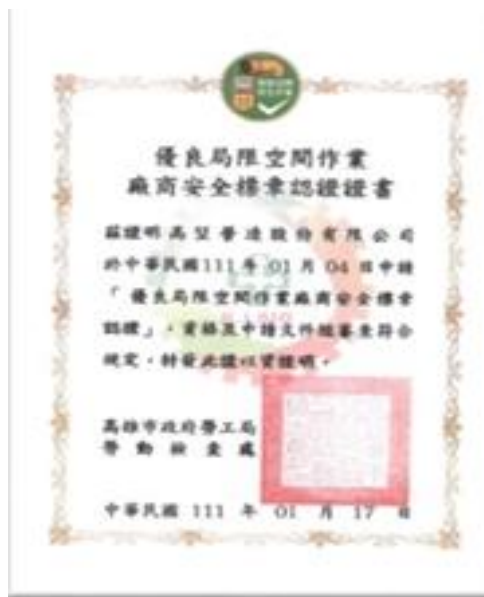 優良局限空間作業
廠商安全標章認證證書
茲證明高堅營造股份有限公司
於中華民國111年01月04日申請
「優良局限空間作業廠商安全標章
認證」，資格及申請文件經審查符合
規定，特發此證以資證明。
高雄市政府勞工局
勞動檢查處
中華民國 111 年 01 月 17 日